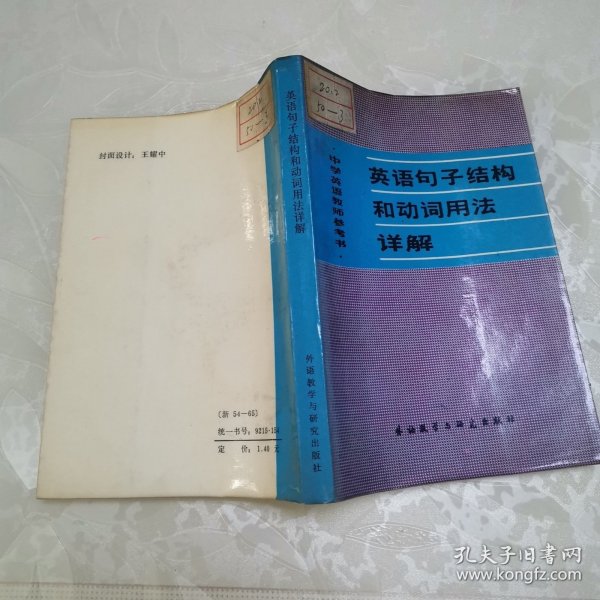 封面设计：王耀中
〔新 54—65〕
统一书号：9215·154
定 价：1.40 元
英语句子结构和动词用法详解
外语教学与研究出版社
·中学英语教师参考书·
英语句子结构
和动词用法
详解
外语教学与研究出版社
孔夫子旧书网
www.kongfz.com